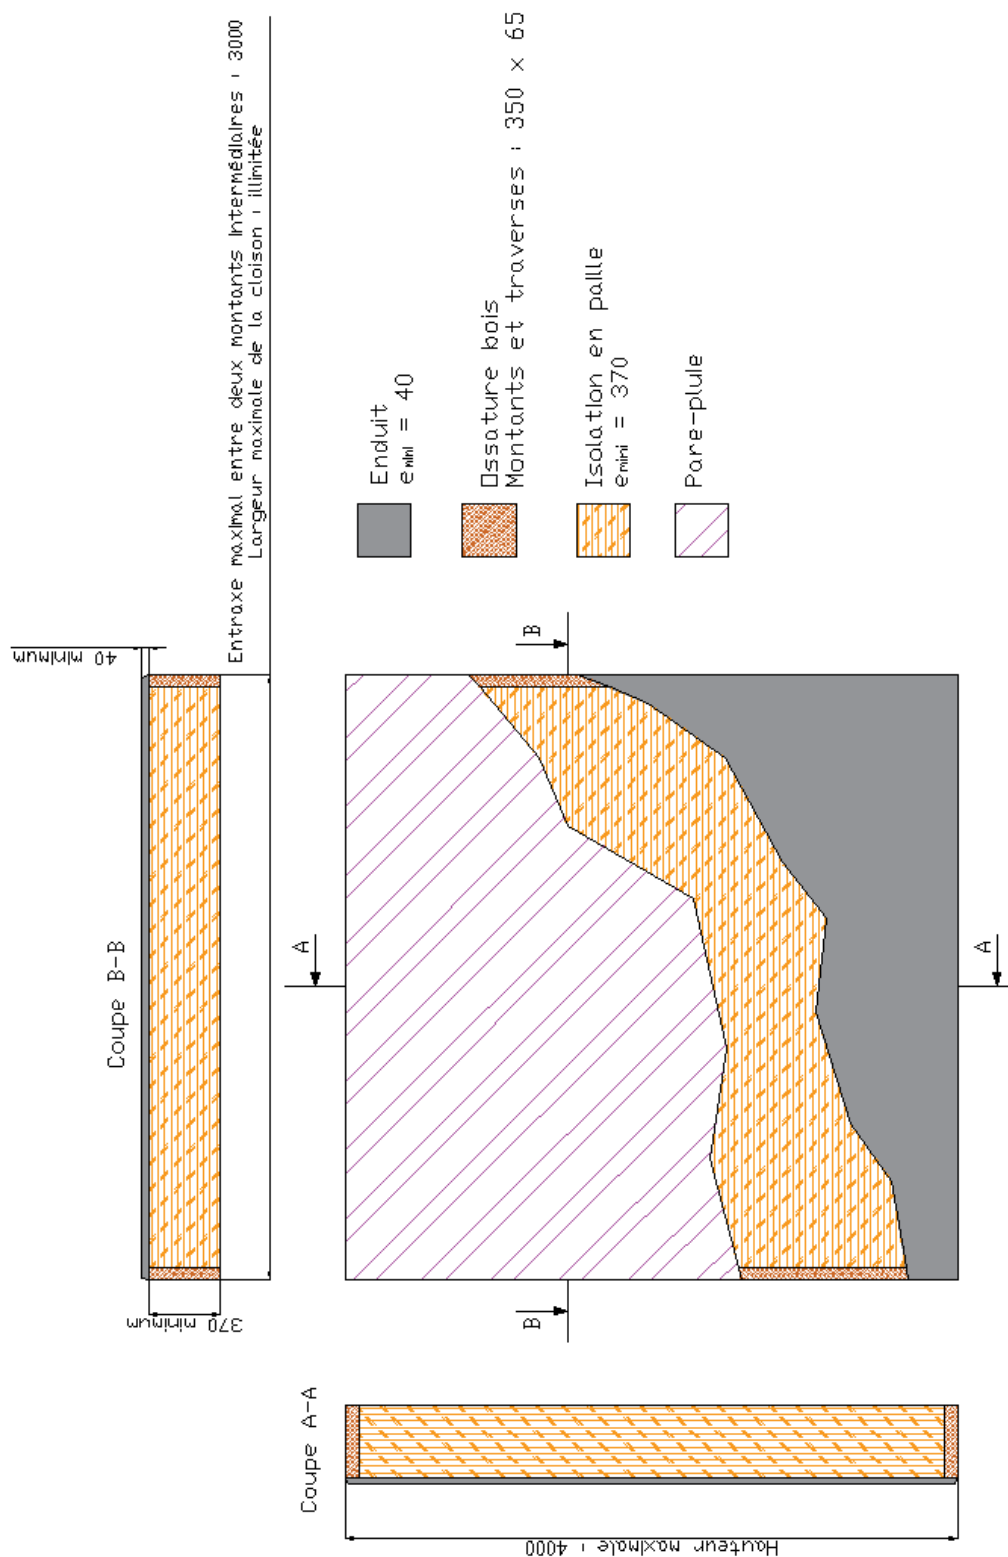 Coupe B-B
40 minimum
370 minimum
Entraxe maximal entre deux montants intermédiaires : 3000
Largeur maximale de la cloison : illimitée
A
A
B
B
Coupe A-A
Hauteur maximale : 4000
Enduit
emini = 40
Ossature bois
Montants et traverses : 350 x 65
Isolation en paille
emini = 370
Pare-pluie